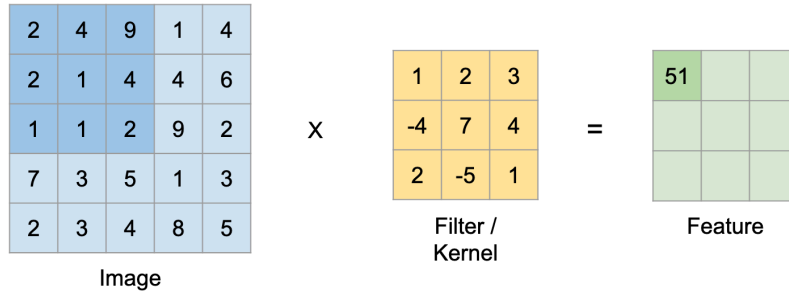 2 4 9 1 4
2 1 4 4 6
1 1 2 9 2
7 3 5 1 3
2 3 4 8 5
Image
X
1 2 3
-4 7 4
2 -5 1
Filter /
Kernel
=
51
Feature